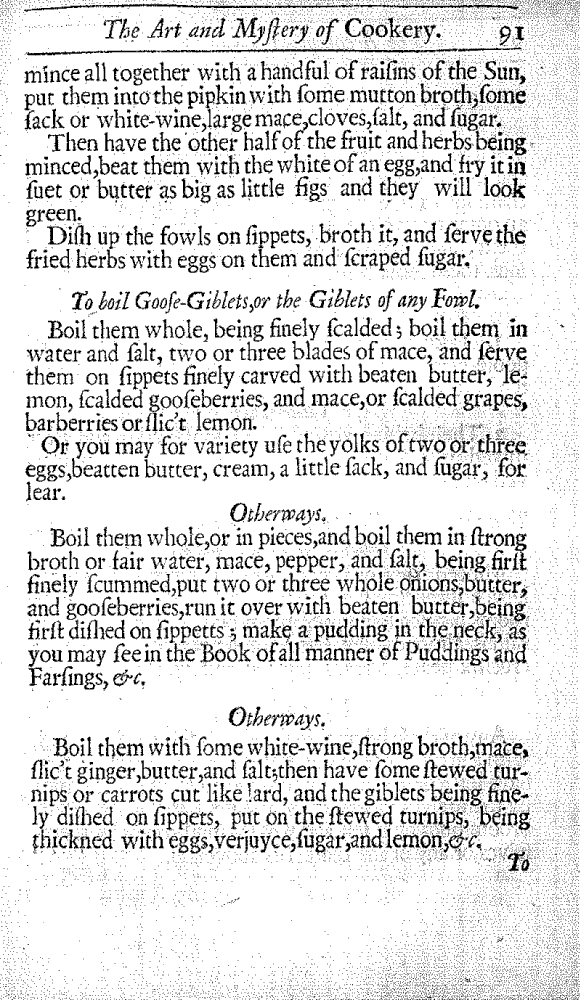 The Art and Myſtery of Cookery. 91
mince all together with a handful of raiſins of the Sun,
put them into the pipkin with ſome mutton broth, ſome
ſack or white-wine, large mace, cloves, ſalt, and ſugar.
Then have the other half of the fruit and herbs being
minced, beat them with the white of an egg, and fry it in
ſuet or butter as big as little figs and they will look
green.
Diſh up the fowls on ſippets, broth it, and ſerve the
fried herbs with eggs on them and ſcraped ſugar.
To boil Gooſe-Giblets, or the Giblets of any Fowl.
Boil them whole, being finely ſcalded; boil them in
water and ſalt, two or three blades of mace, and ſerve
them on ſippets finely carved with beaten butter, le-
mon, ſcalded gooſeberries, and mace, or ſcalded grapes,
barberries or ſlic't lemon.
Or you may for variety uſe the yolks of two or three
eggs, beatten butter, cream, a little ſack, and ſugar, for
lear.
Otherways.
Boil them whole, or in pieces, and boil them in ſtrong
broth or fair water, mace, pepper, and ſalt, being firſt
finely ſcummed, put two or three whole onions, butter,
and gooſeberries, run it over with beaten butter, being
firſt diſhed on ſippetts; make a pudding in the neck, as
you may ſee in the Book of all manner of Puddings and
Farſings, &c.
Otherways.
Boil them with ſome white-wine, ſtrong broth, mace,
ſlic't ginger, butter, and ſalt; then have ſome ſtewed tur-
nips or carrots cut like lard, and the giblets being fine-
ly diſhed on ſippets, put on the ſtewed turnips, being
thickned with eggs, verjuyce, ſugar, and lemon, &c.
To